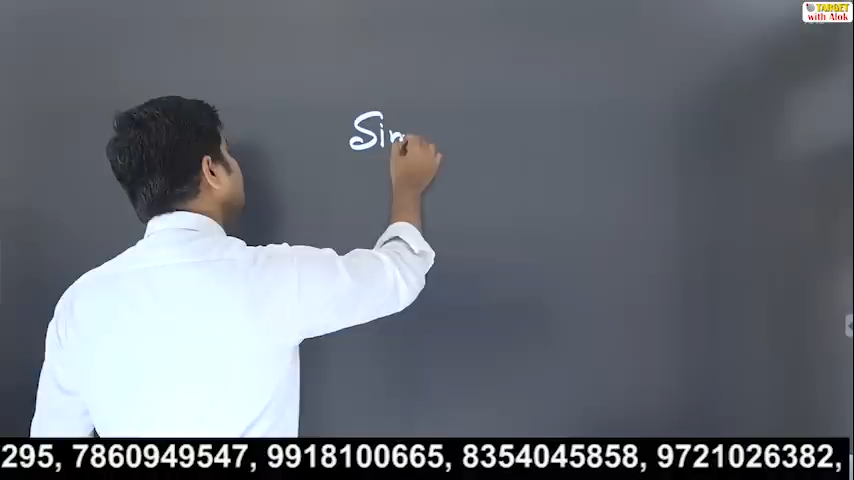 TARGET
with Alok
Sin
295, 7860949547, 9918100665, 8354045858, 9721026382,